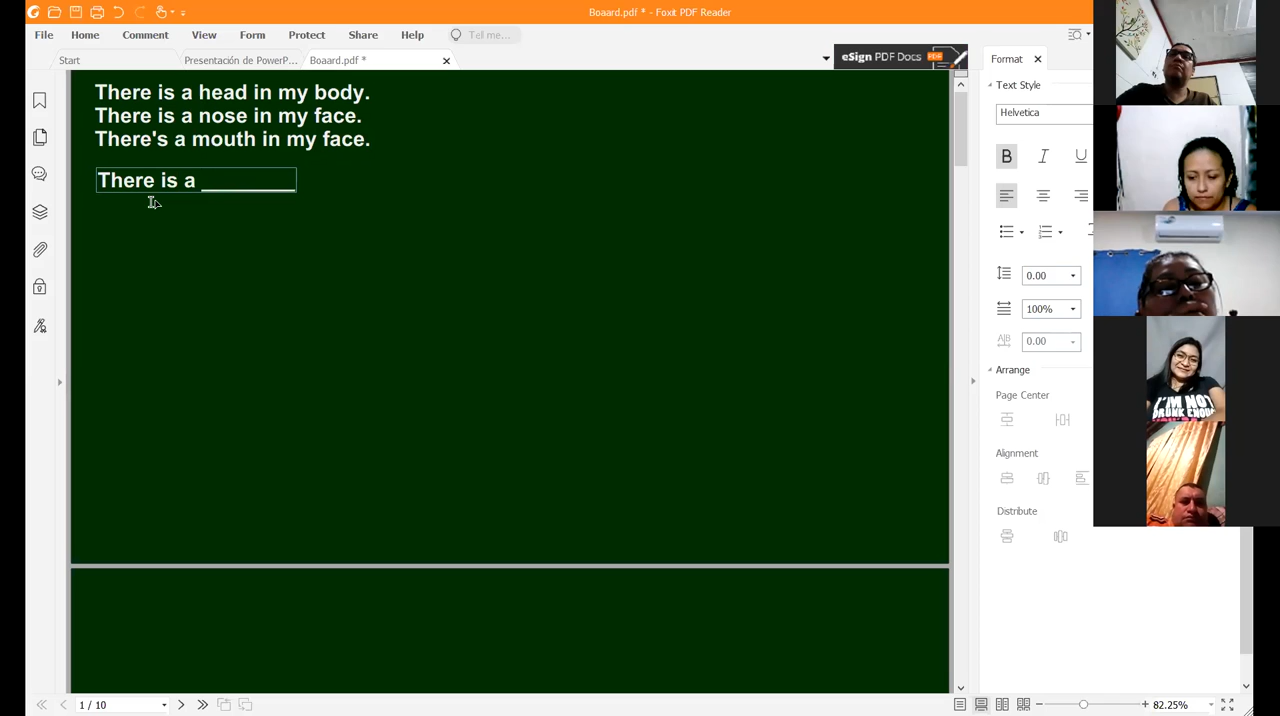 Boaard.pdf * - Foxit PDF Reader
File Home Comment View Form Protect Share Help Tell me...
Start Presentación de PowerP... Boaard.pdf * eSign PDF Docs
There is a head in my body.
There is a nose in my face.
There's a mouth in my face.
There is a ________
Format
Text Style
Helvetica
B I U
0.00
100%
0.00
Arrange
Page Center
Alignment
Distribute
I'M NOT
DRUNK ENOUG
1 / 10
82.25%